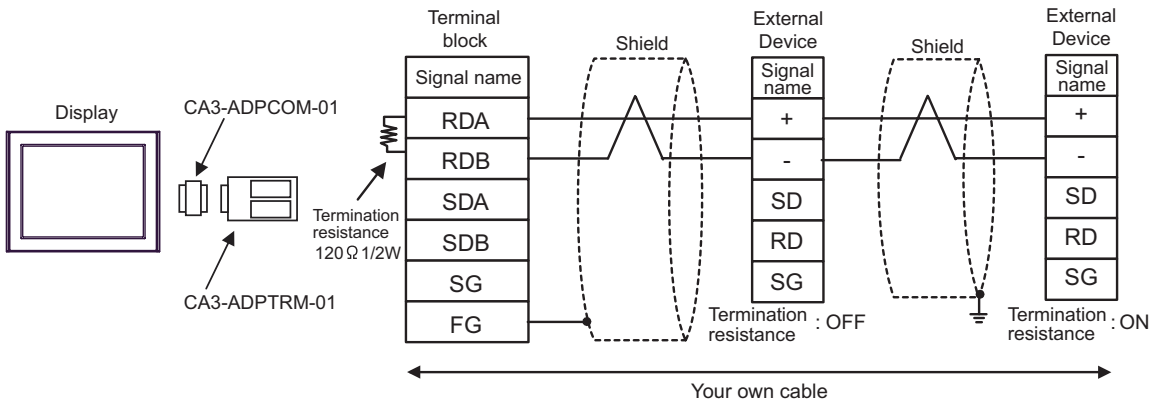 Display
CA3-ADPCOM-01
CA3-ADPTRM-01
Termination
resistance
120Ω 1/2W
Terminal
block
Signal name
RDA
RDB
SDA
SDB
SG
FG
Shield
External
Device
Signal
name
+
-
SD
RD
SG
Termination
resistance : OFF
Shield
External
Device
Signal
name
+
-
SD
RD
SG
Termination
resistance : ON
Your own cable